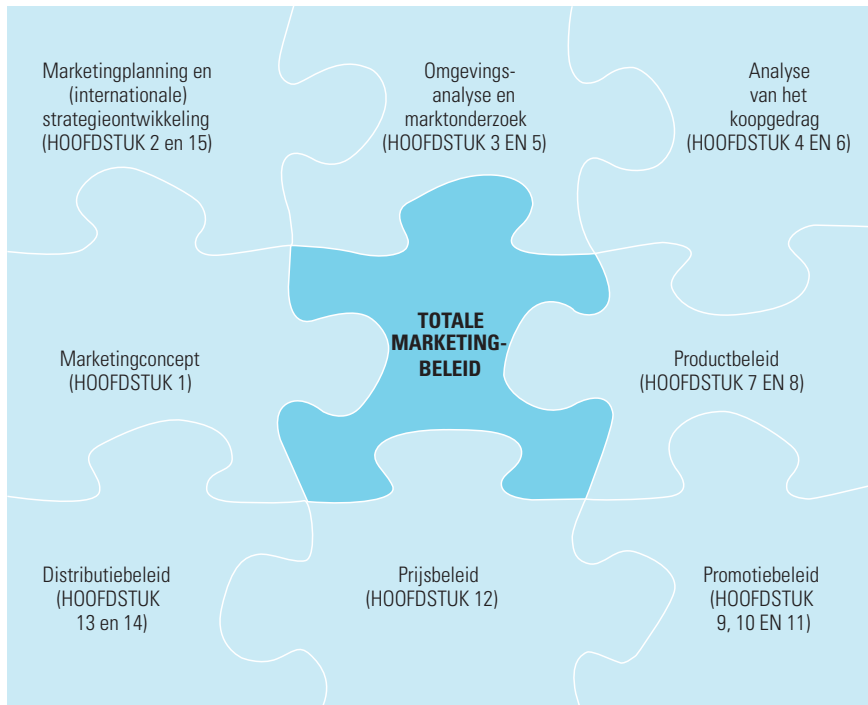 Marketingplanning en
(internationale)
strategieontwikkeling
(HOOFDSTUK 2 en 15)
Omgevings-
analyse en
marktonderzoek
(HOOFDSTUK 3 EN 5)
Analyse
van het
koopgedrag
(HOOFDSTUK 4 EN 6)
Marketingconcept
(HOOFDSTUK 1)
TOTALE
MARKETING-
BELEID
Productbeleid
(HOOFDSTUK 7 EN 8)
Distributiebeleid
(HOOFDSTUK
13 en 14)
Prijsbeleid
(HOOFDSTUK 12)
Promotiebeleid
(HOOFDSTUK
9, 10 EN 11)